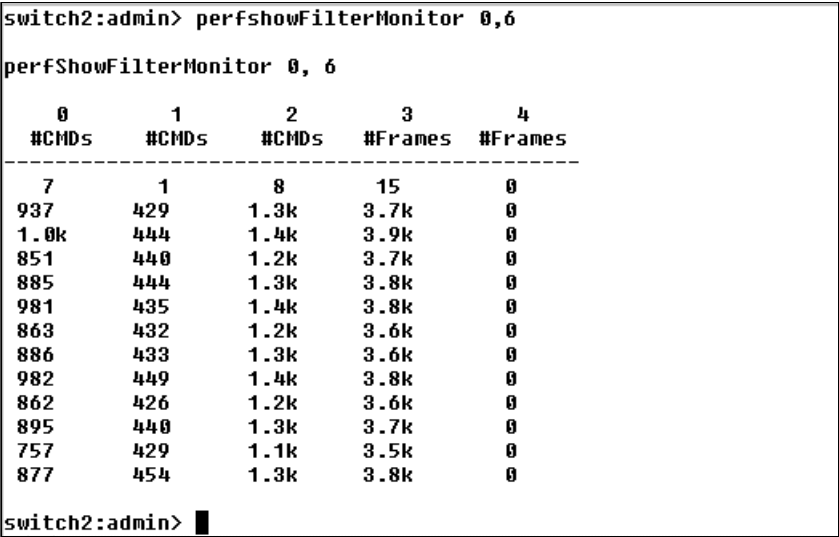 switch2:admin> perfshowFilterMonitor 0,6
perfShowFilterMonitor 0, 6
0 1 2 3 4
#CMDs #CMDs #CMDs #Frames #Frames
---------------------------------------------
7 1 8 15 0
937 429 1.3k 3.7k 0
1.0k 444 1.4k 3.9k 0
851 440 1.2k 3.7k 0
885 444 1.3k 3.8k 0
981 435 1.4k 3.8k 0
863 432 1.2k 3.6k 0
886 433 1.3k 3.6k 0
982 449 1.4k 3.8k 0
862 426 1.2k 3.6k 0
895 440 1.3k 3.7k 0
757 429 1.1k 3.5k 0
877 454 1.3k 3.8k 0
switch2:admin>